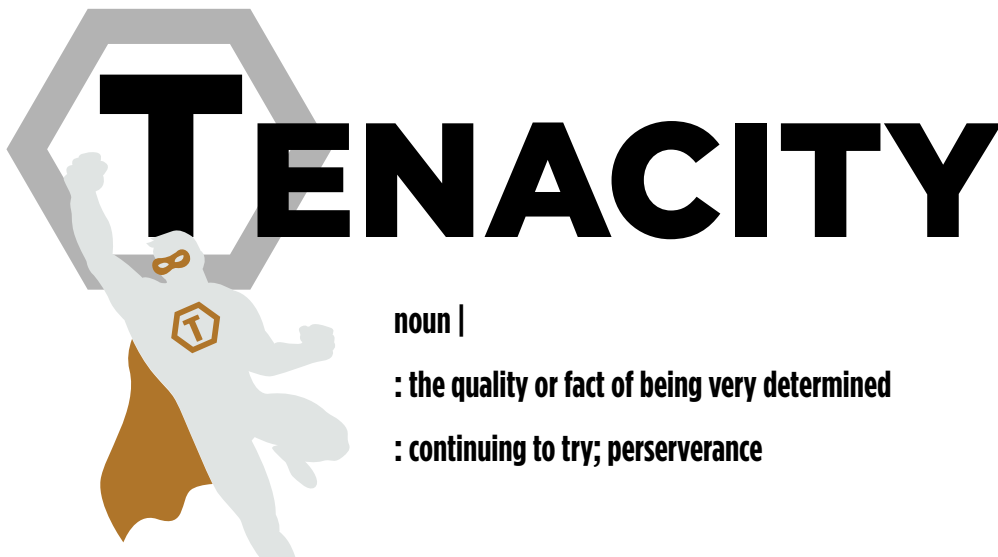 TENACITY
T
noun |
: the quality or fact of being very determined
: continuing to try; perserverance